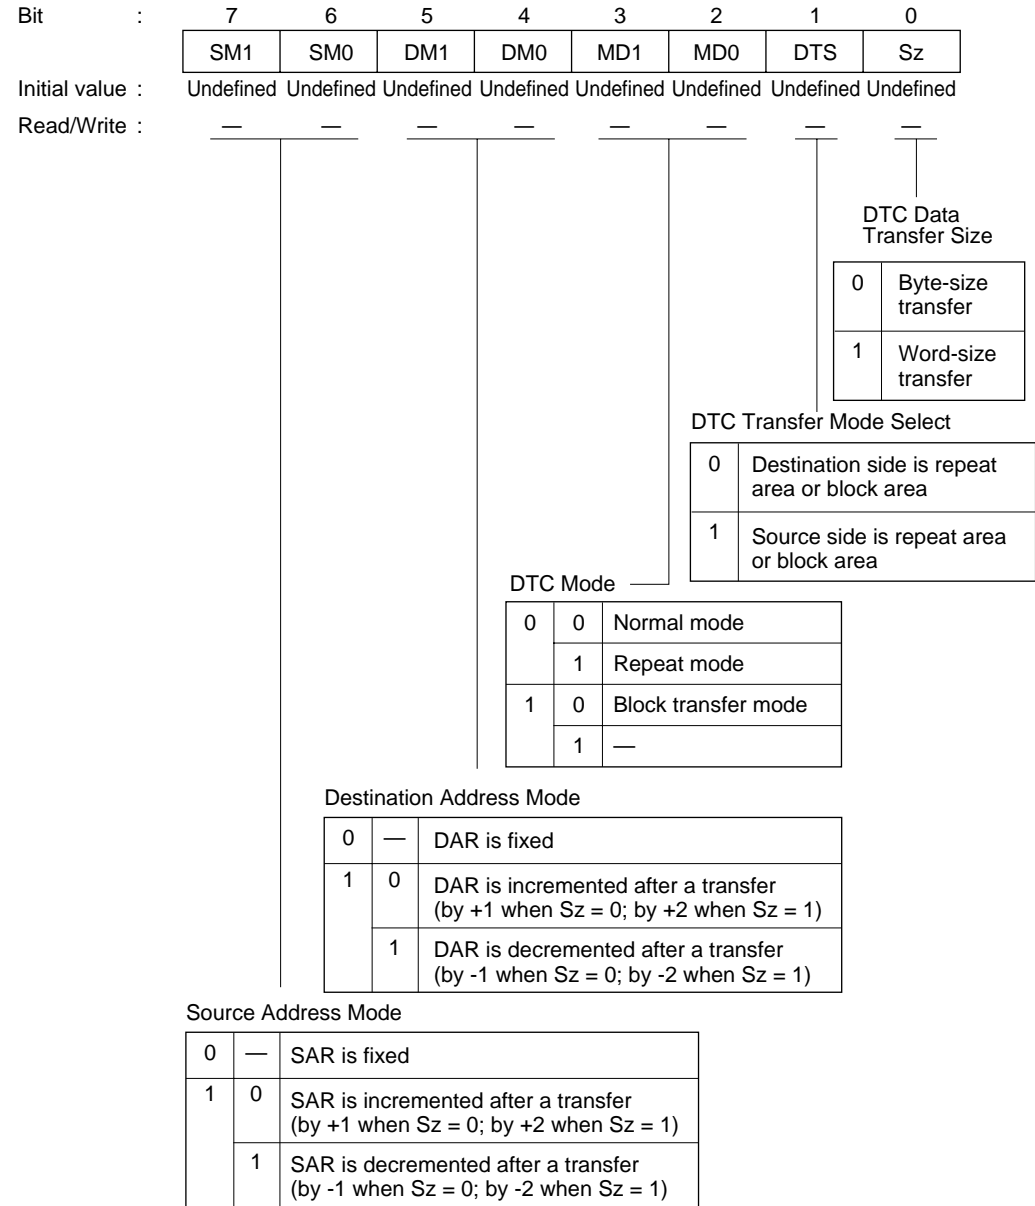 Bit : 7 6 5 4 3 2 1 0
SM1 SM0 DM1 DM0 MD1 MD0 DTS Sz
Initial value : Undefined Undefined Undefined Undefined Undefined Undefined Undefined Undefined
Read/Write : — — — — — — — —
DTC Data
Transfer Size
0 Byte-size
transfer
1 Word-size
transfer
DTC Transfer Mode Select
0 Destination side is repeat
area or block area
1 Source side is repeat area
or block area
DTC Mode
0 0 Normal mode
1 Repeat mode
1 0 Block transfer mode
1 —
Destination Address Mode
0 — DAR is fixed
1 0 DAR is incremented after a transfer
(by +1 when Sz = 0; by +2 when Sz = 1)
1 DAR is decremented after a transfer
(by -1 when Sz = 0; by -2 when Sz = 1)
Source Address Mode
0 — SAR is fixed
1 0 SAR is incremented after a transfer
(by +1 when Sz = 0; by +2 when Sz = 1)
1 SAR is decremented after a transfer
(by -1 when Sz = 0; by -2 when Sz = 1)